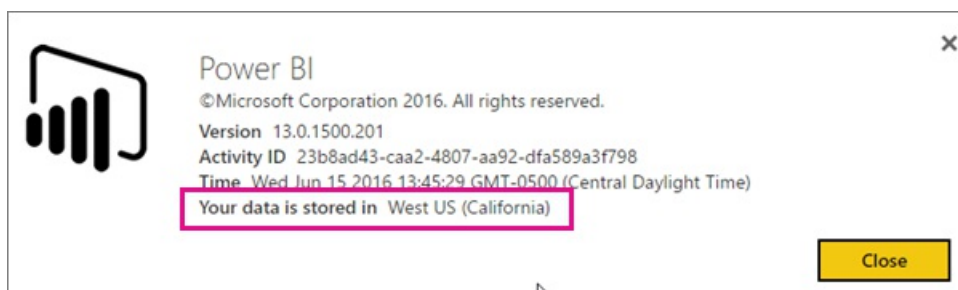 Power BI
©Microsoft Corporation 2016. All rights reserved.
Version 13.0.1500.201
Activity ID 23b8ad43-caa2-4807-aa92-dfa589a3f798
Time Wed Jun 15 2016 13:45:29 GMT-0500 (Central Daylight Time)
Your data is stored in West US (California)
Close